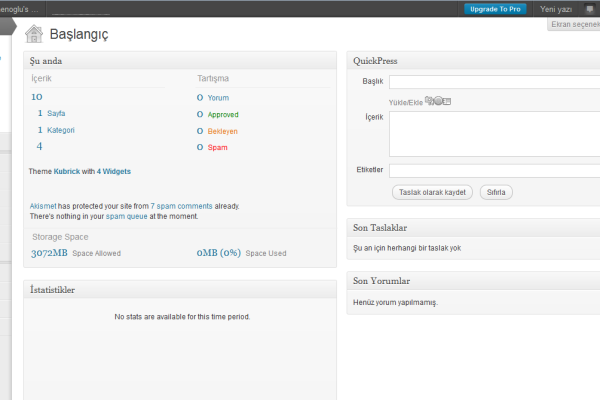 enoglu's ...
Upgrade To Pro
Yeni yazı
Ekran seçenek
Başlangıç
Şu anda
İçerik
Tartışma
10
0 Yorum
1 Sayfa
0 Approved
1 Kategori
0 Bekleyen
4
0 Spam
Theme Kubrick with 4 Widgets
Akismet has protected your site from 7 spam comments already.
There's nothing in your spam queue at the moment.
Storage Space
3072MB Space Allowed
0MB (0%) Space Used
İstatistikler
No stats are available for this time period.
QuickPress
Başlık
Yükle/Ekle
İçerik
Etiketler
Taslak olarak kaydet
Sıfırla
Son Taslaklar
Şu an için herhangi bir taslak yok
Son Yorumlar
Henüz yorum yapılmamış.